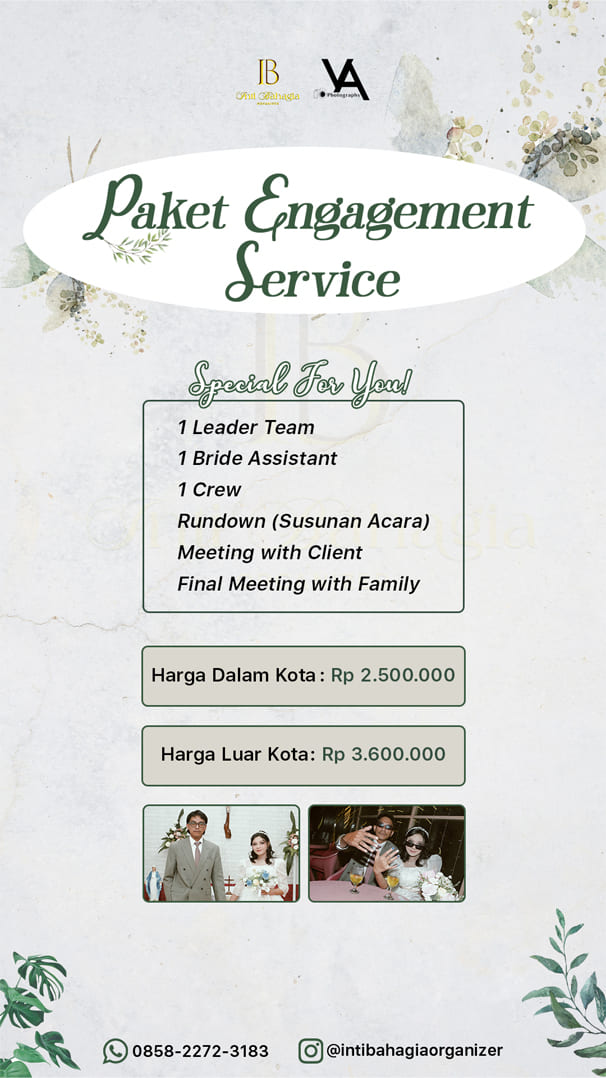 IB
Inti Bahagia
VA
Photography
Paket Engagement
Service
Special For You!
1 Leader Team
1 Bride Assistant
1 Crew
Rundown (Susunan Acara)
Meeting with Client
Final Meeting with Family
Harga Dalam Kota : Rp 2.500.000
Harga Luar Kota: Rp 3.600.000
0858-2272-3183
@intibahagiaorganizer